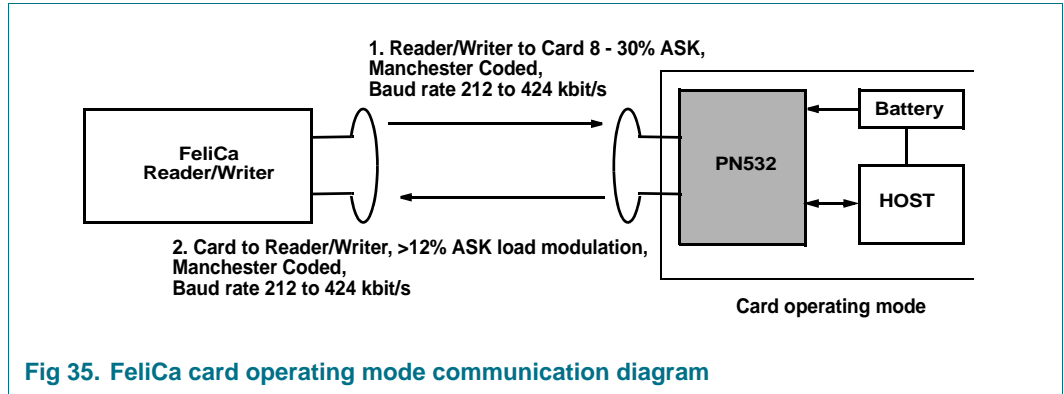 1. Reader/Writer to Card 8 - 30% ASK,
Manchester Coded,
Baud rate 212 to 424 kbit/s
FeliCa
Reader/Writer
PN532
Battery
HOST
2. Card to Reader/Writer, >12% ASK load modulation,
Manchester Coded,
Baud rate 212 to 424 kbit/s
Card operating mode
Fig 35. FeliCa card operating mode communication diagram